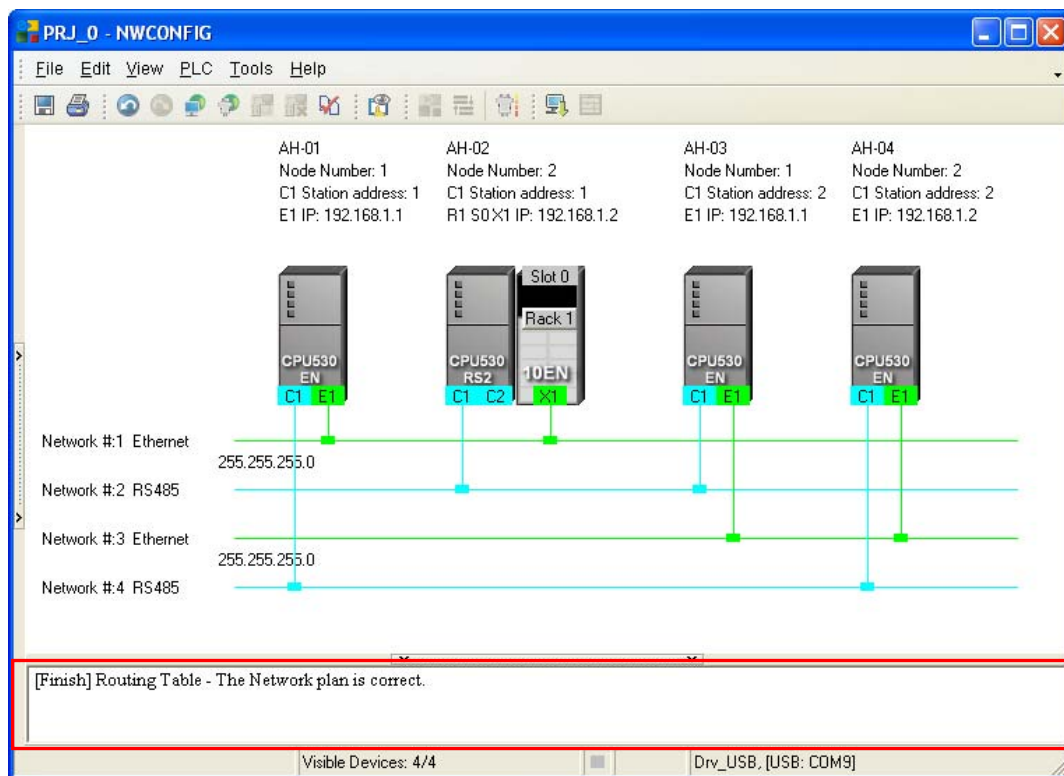 PRJ_0 - NWCONFIG
File Edit View PLC Tools Help
AH-01
Node Number: 1
C1 Station address: 1
E1 IP: 192.168.1.1
AH-02
Node Number: 2
C1 Station address: 1
R1 S0 X1 IP: 192.168.1.2
AH-03
Node Number: 1
C1 Station address: 2
E1 IP: 192.168.1.1
AH-04
Node Number: 2
C1 Station address: 2
E1 IP: 192.168.1.2
CPU530
EN
C1 E1
CPU530
RS2
C1 C2
Slot 0
Rack 1
10EN
X1
CPU530
EN
C1 E1
CPU530
EN
C1 E1
Network #:1 Ethernet
255.255.255.0
Network #:2 RS485
Network #:3 Ethernet
255.255.255.0
Network #:4 RS485
[Finish] Routing Table - The Network plan is correct.
Visible Devices: 4/4
Drv_USB, [USB: COM9]